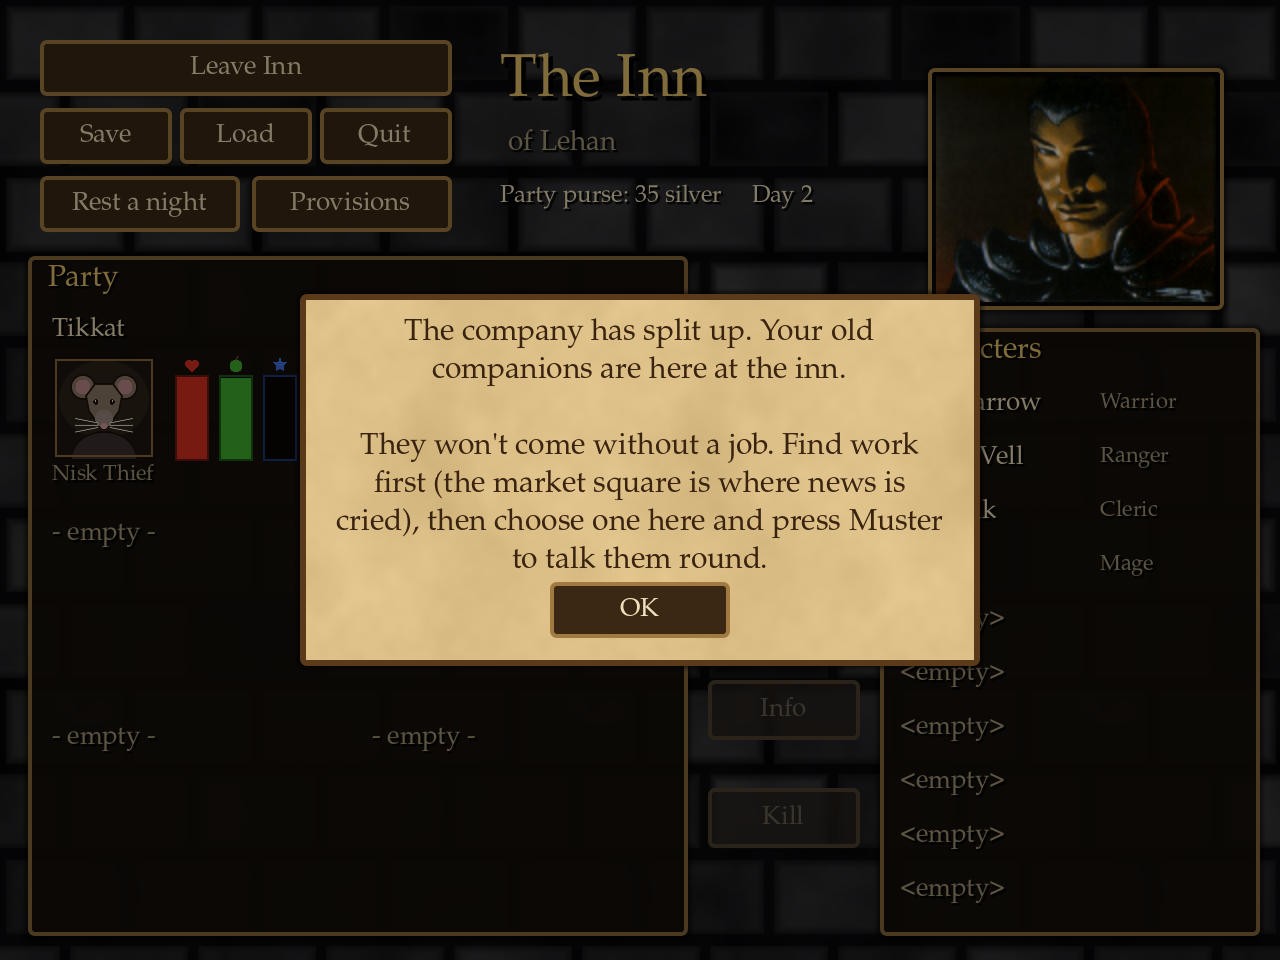 Leave Inn
Save Load Quit
Rest a night Provisions
The Inn
of Lehan
Party purse: 35 silver Day 2
Party
Tikkat
Nisk Thief
- empty -
- empty - - empty -
The company has split up. Your old
companions are here at the inn.
They won't come without a job. Find work
first (the market square is where news is
cried), then choose one here and press Muster
to talk them round.
OK
Info
Kill
Warrior
Vell Ranger
Cleric
Mage
<empty>
<empty>
<empty>
<empty>
<empty>